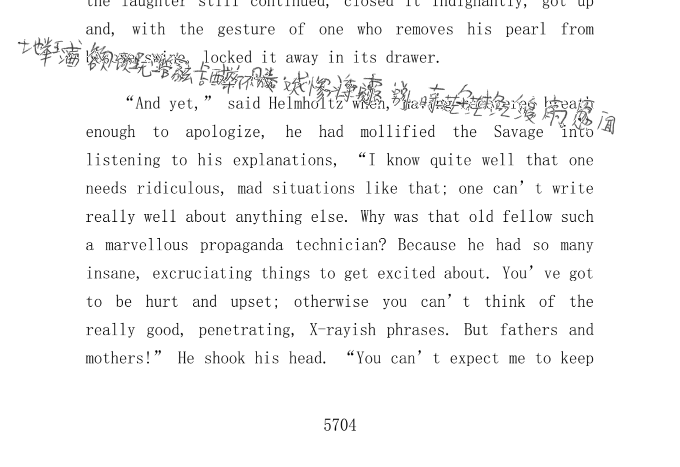 the laughter still continued, closed it indignantly, got up
and, with the gesture of one who removes his pearl from
locked it away in its drawer.
“And yet,” said Helmholtz when,
enough to apologize, he had mollified the Savage into
listening to his explanations, “I know quite well that one
needs ridiculous, mad situations like that; one can’t write
really well about anything else. Why was that old fellow such
a marvellous propaganda technician? Because he had so many
insane, excruciating things to get excited about. You’ve got
to be hurt and upset; otherwise you can’t think of the
really good, penetrating, X-rayish phrases. But fathers and
mothers!” He shook his head. “You can’t expect me to keep
5704